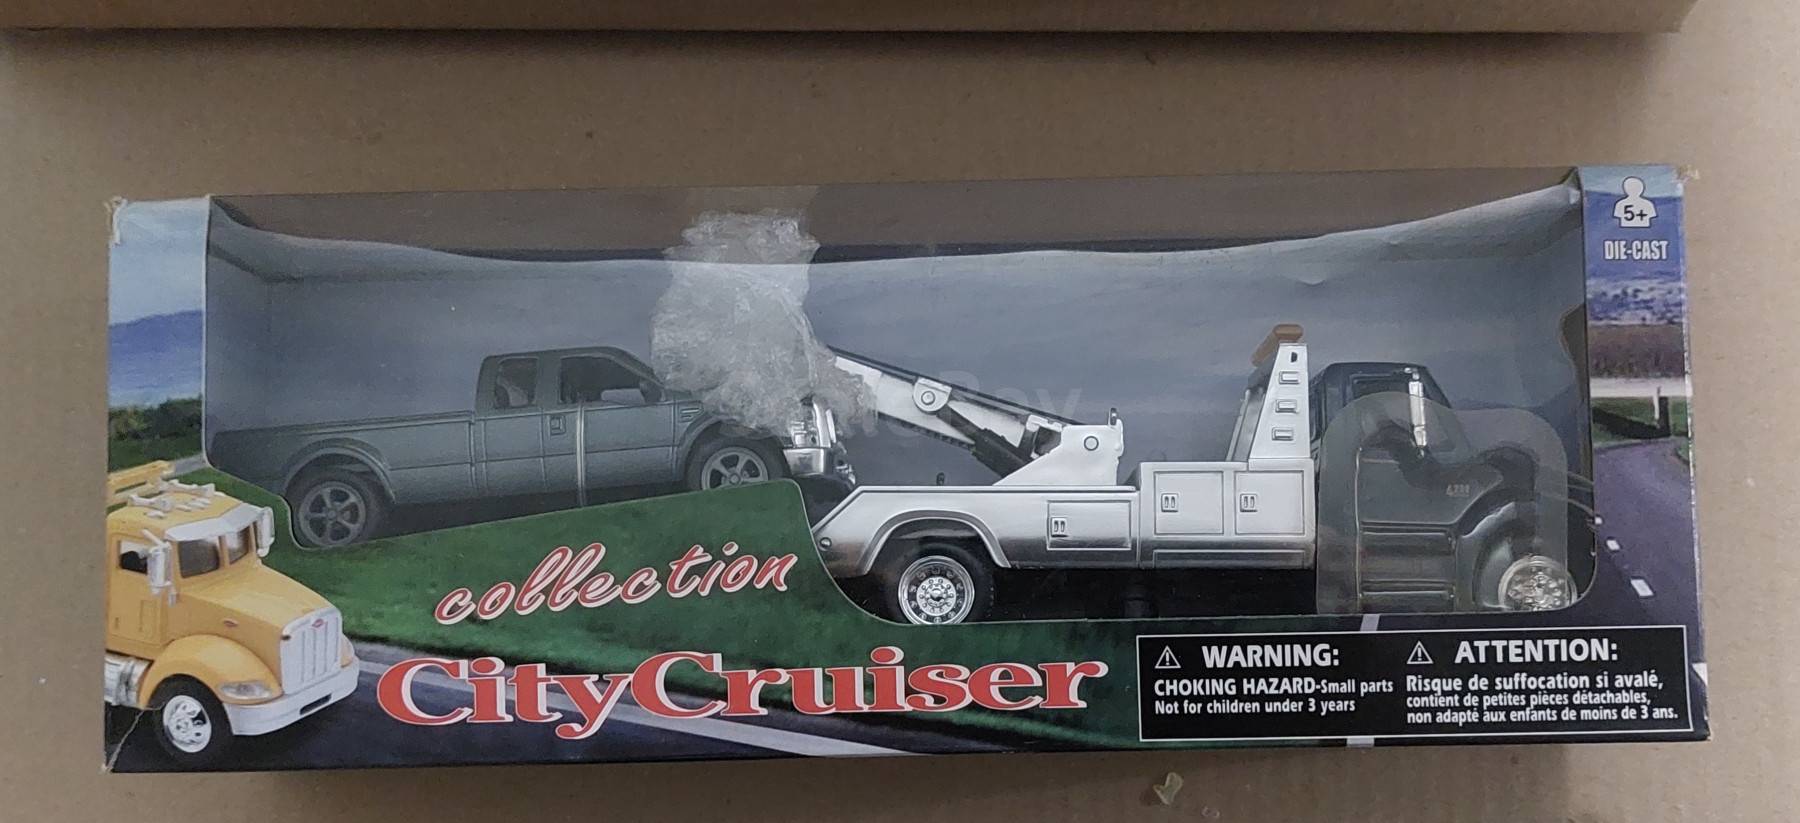 5+
DIE-CAST
collection
CityCruiser
WARNING:
CHOKING HAZARD-Small parts
Not for children under 3 years
ATTENTION:
Risque de suffocation si avalé,
contient de petites pièces détachables,
non adapté aux enfants de moins de 3 ans.